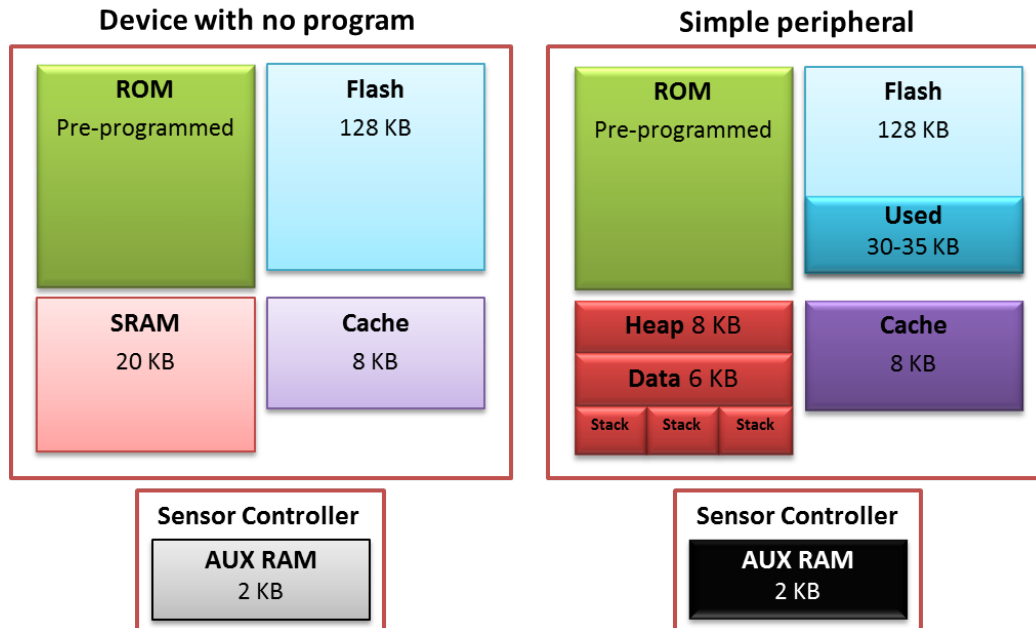 Device with no program
ROM
Pre-programmed
Flash
128 KB
SRAM
20 KB
Cache
8 KB
Sensor Controller
AUX RAM
2 KB
Simple peripheral
ROM
Pre-programmed
Flash
128 KB
Used
30-35 KB
Heap 8 KB
Data 6 KB
Stack
Stack
Stack
Cache
8 KB
Sensor Controller
AUX RAM
2 KB